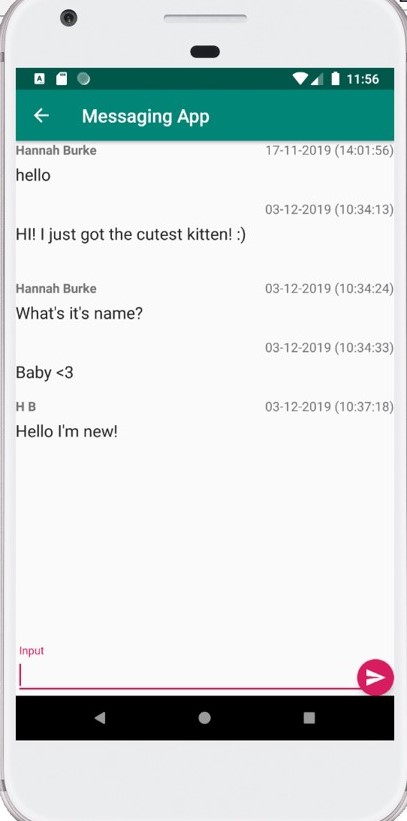 A 11:56
Messaging App
Hannah Burke 17-11-2019 (14:01:56)
hello
03-12-2019 (10:34:13)
HI! I just got the cutest kitten! :)
Hannah Burke 03-12-2019 (10:34:24)
What's it's name?
03-12-2019 (10:34:33)
Baby <3
H B 03-12-2019 (10:37:18)
Hello I'm new!
Input